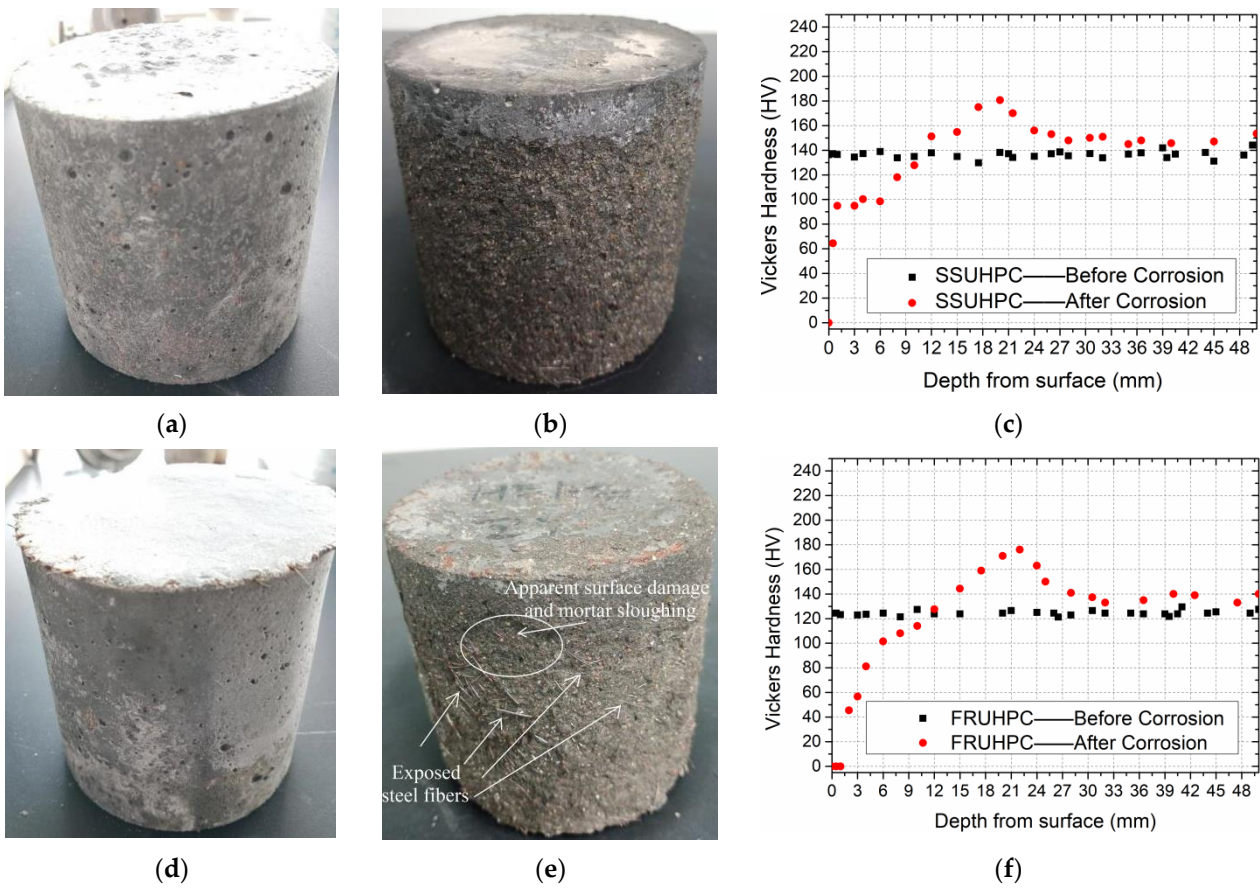 240
220
200
180
160
140
120
100
80
60
40
20
0
Vickers Hardness (HV)
SSUHPC——Before Corrosion
SSUHPC——After Corrosion
0 3 6 9 12 15 18 21 24 27 30 33 36 39 42 45 48
Depth from surface (mm)
(a)
(b)
(c)
Apparent surface damage
and mortar sloughing
Exposed
steel fibers
240
220
200
180
160
140
120
100
80
60
40
20
0
Vickers Hardness (HV)
FRUHPC——Before Corrosion
FRUHPC——After Corrosion
0 3 6 9 12 15 18 21 24 27 30 33 36 39 42 45 48
Depth from surface (mm)
(d)
(e)
(f)